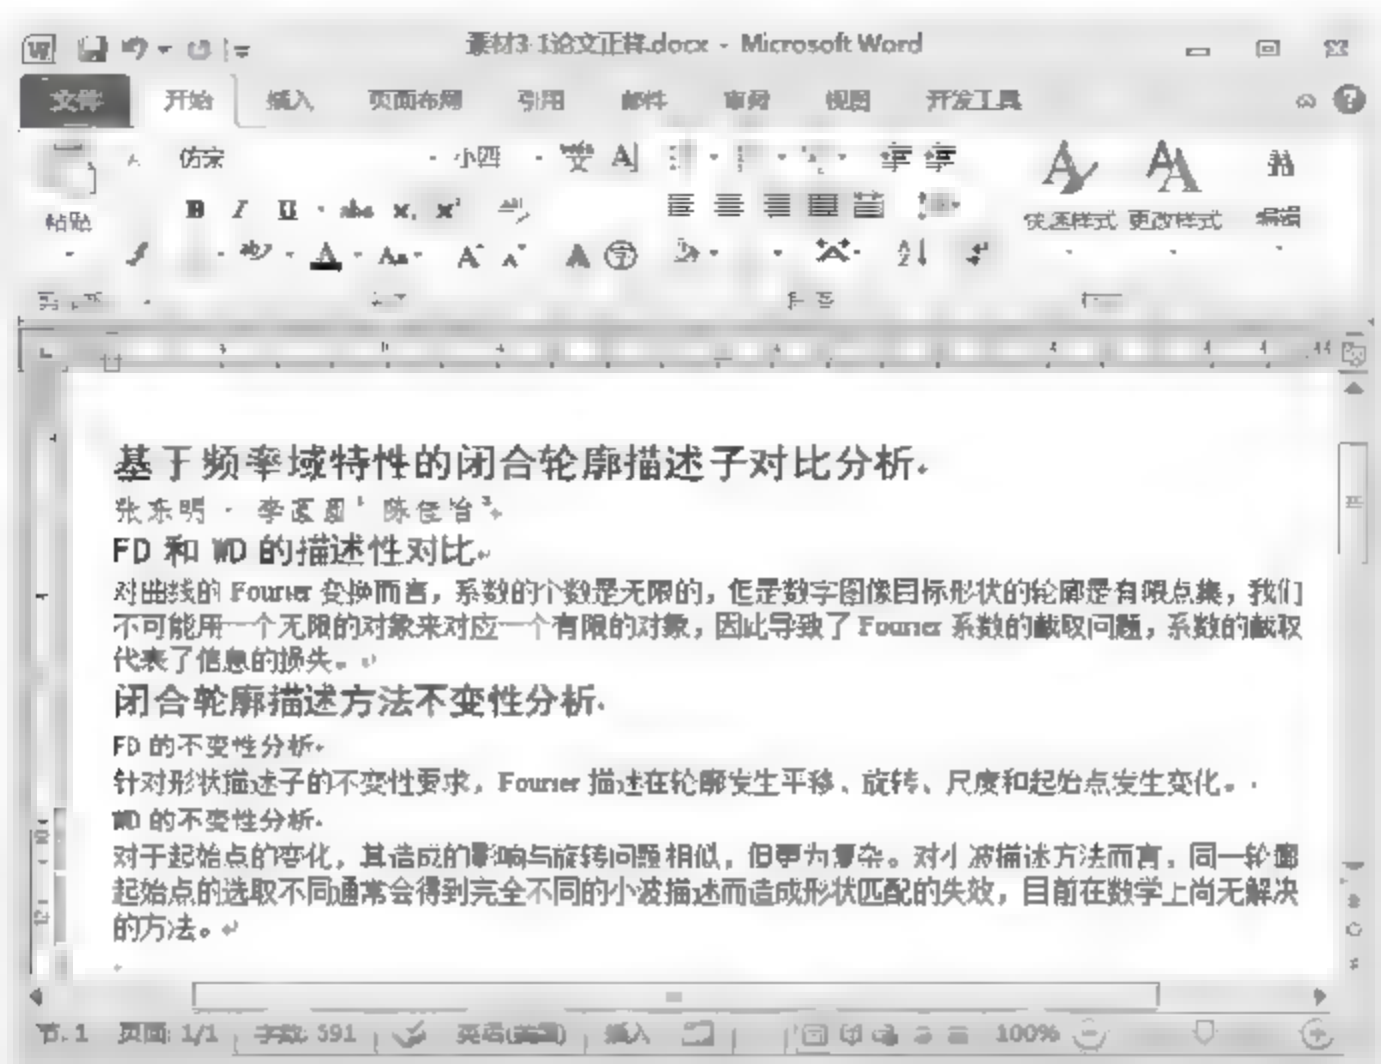 素材3-1论文正样.docx - Microsoft Word
文件 开始 插入 页面布局 引用 邮件 审阅 视图 开发工具
仿宋 小四
粘贴 快速样式 更改样式 编辑
基于频率域特性的闭合轮廓描述子对比分析
张东明 李 陈佳怡
FD 和 WD 的描述性对比
对曲线的 Fourier 变换而言，系数的个数是无限的，但是数字图像目标形状的轮廓是有限点集，我们
不可能用一个无限的对象来对应一个有限的对象，因此导致了 Fourier 系数的截取问题，系数的截取
代表了信息的损失。
闭合轮廓描述方法不变性分析
FD 的不变性分析
针对形状描述子的不变性要求，Fourier 描述在轮廓发生平移、旋转、尺度和起始点发生变化。
WD 的不变性分析
对于起始点的变化，其造成的影响与旋转问题相似，但更为复杂。对小波描述方法而言，同一轮廓
起始点的选取不同通常会得到完全不同的小波描述而造成形状匹配的失效，目前在数学上尚无解决
的方法。
节: 1 页面: 1/1 字数: 591 英语(美国) 插入 100%